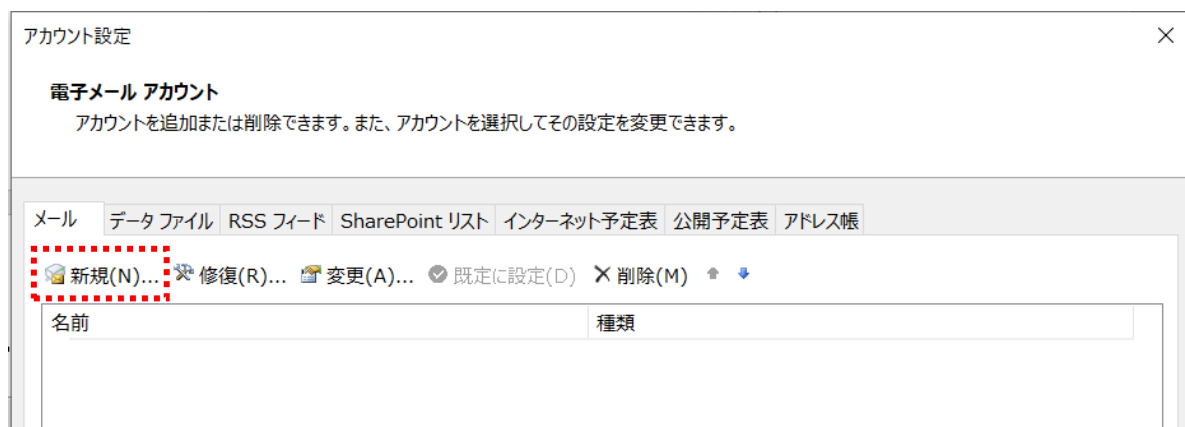 アカウント設定
電子メール アカウント
アカウントを追加または削除できます。また、アカウントを選択してその設定を変更できます。
メール データ ファイル RSS フィード SharePoint リスト インターネット予定表 公開予定表 アドレス帳
新規(N)... 修復(R)... 変更(A)... 既定に設定(D) 削除(M)
名前 種類